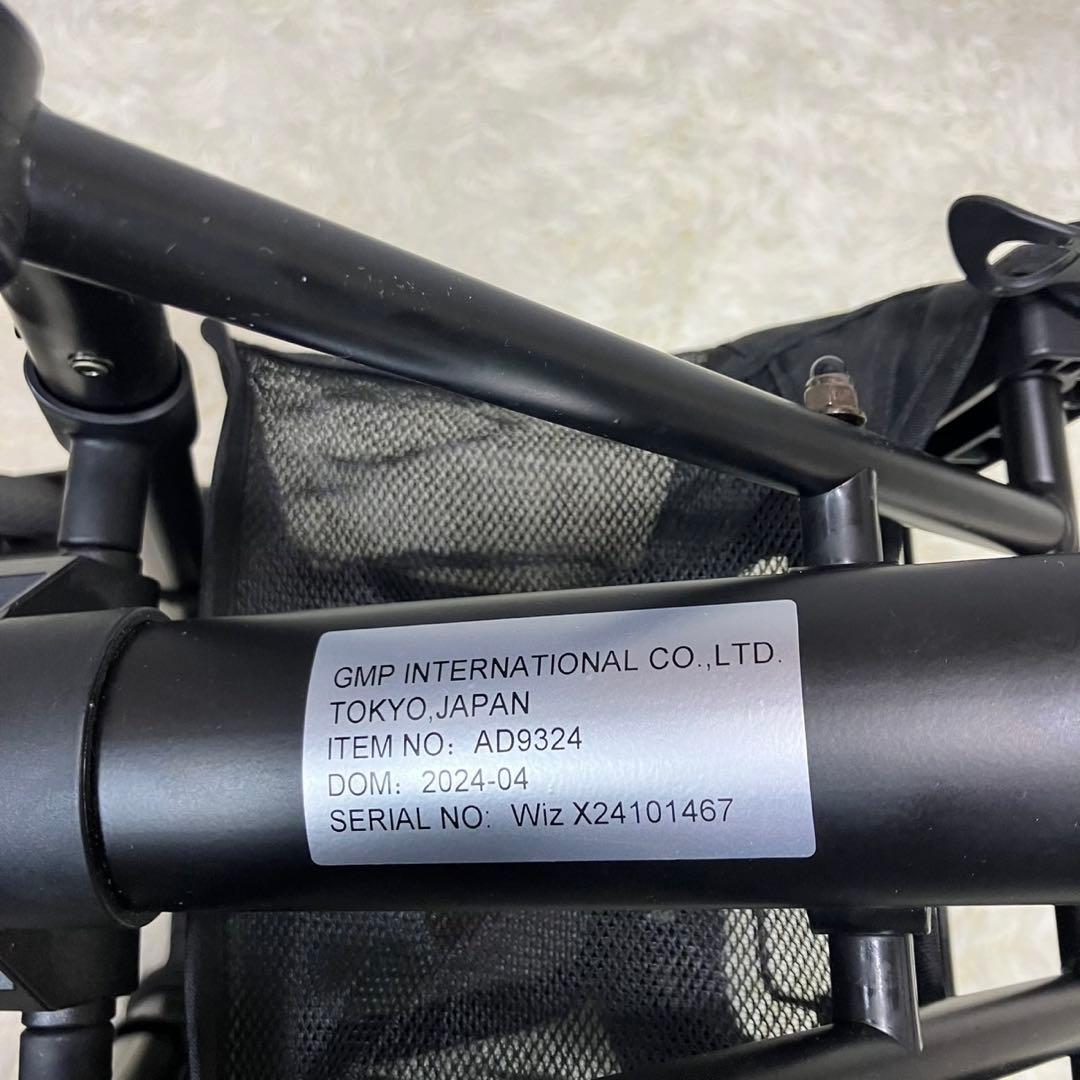 GMP INTERNATIONAL CO.,LTD.
TOKYO,JAPAN
ITEM NO: AD9324
DOM: 2024-04
SERIAL NO: Wiz X24101467